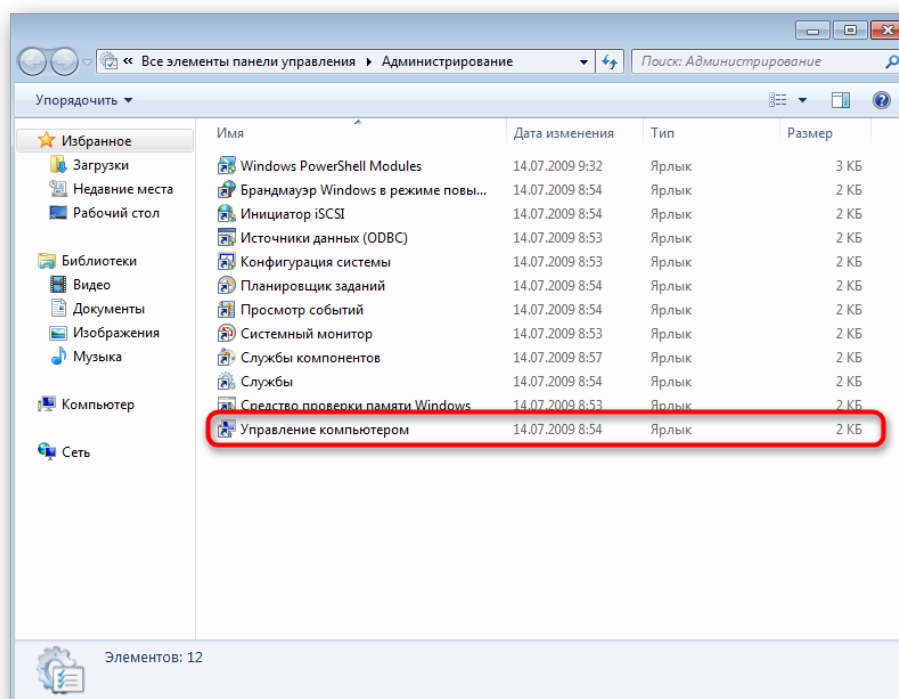 « Все элементы панели управления ▸ Администрирование
Поиск: Администрирование
Упорядочить
Избранное
Загрузки
Недавние места
Рабочий стол
Библиотеки
Видео
Документы
Изображения
Музыка
Компьютер
Сеть
Имя Дата изменения Тип Размер
Windows PowerShell Modules 14.07.2009 9:32 Ярлык 3 КБ
Брандмауэр Windows в режиме повы... 14.07.2009 8:54 Ярлык 2 КБ
Инициатор iSCSI 14.07.2009 8:54 Ярлык 2 КБ
Источники данных (ODBC) 14.07.2009 8:53 Ярлык 2 КБ
Конфигурация системы 14.07.2009 8:53 Ярлык 2 КБ
Планировщик заданий 14.07.2009 8:54 Ярлык 2 КБ
Просмотр событий 14.07.2009 8:54 Ярлык 2 КБ
Системный монитор 14.07.2009 8:53 Ярлык 2 КБ
Службы компонентов 14.07.2009 8:57 Ярлык 2 КБ
Службы 14.07.2009 8:54 Ярлык 2 КБ
Средство проверки памяти Windows 14.07.2009 8:53 Ярлык 2 КБ
Управление компьютером 14.07.2009 8:54 Ярлык 2 КБ
Элементов: 12